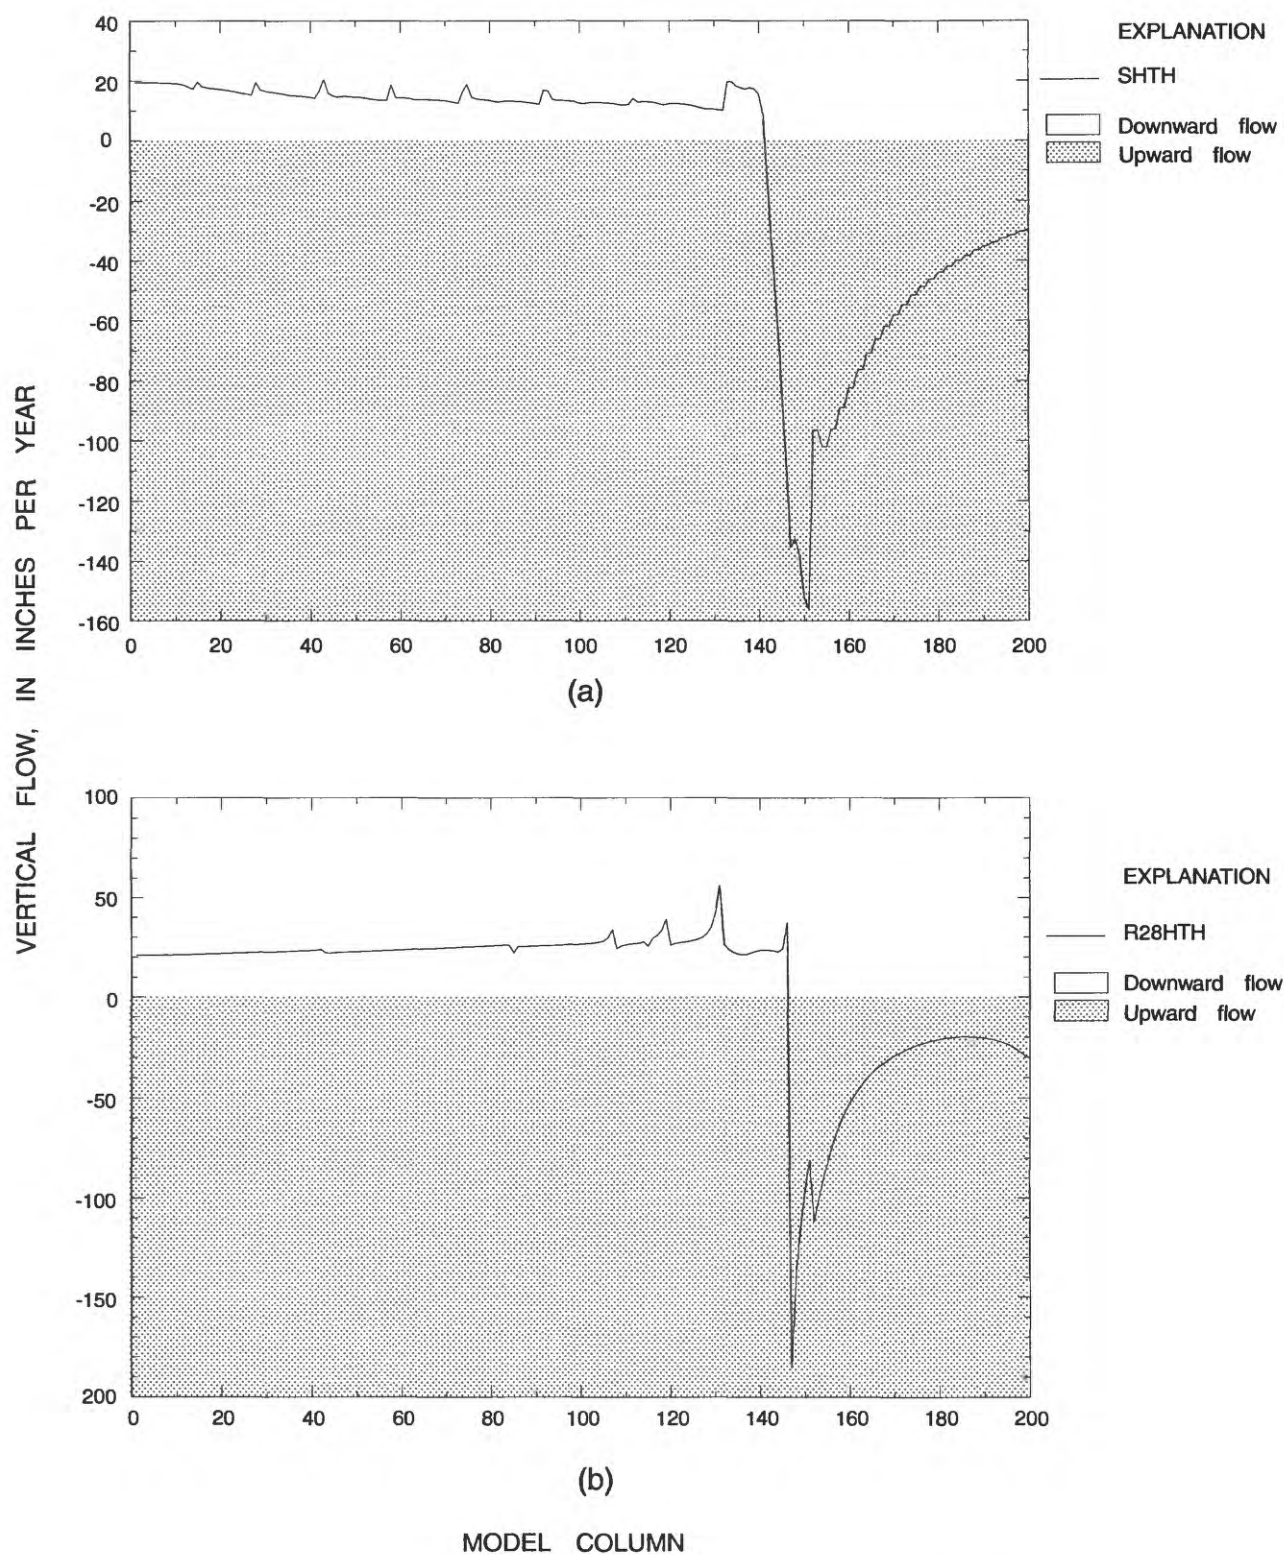 VERTICAL FLOW, IN INCHES PER YEAR
40
20
0
-20
-40
-60
-80
-100
-120
-140
-160
0 20 40 60 80 100 120 140 160 180 200
(a)
EXPLANATION
SHTH
Downward flow
Upward flow
100
50
0
-50
-100
-150
200
0 20 40 60 80 100 120 140 160 180 200
(b)
EXPLANATION
R28HTH
Downward flow
Upward flow
MODEL COLUMN